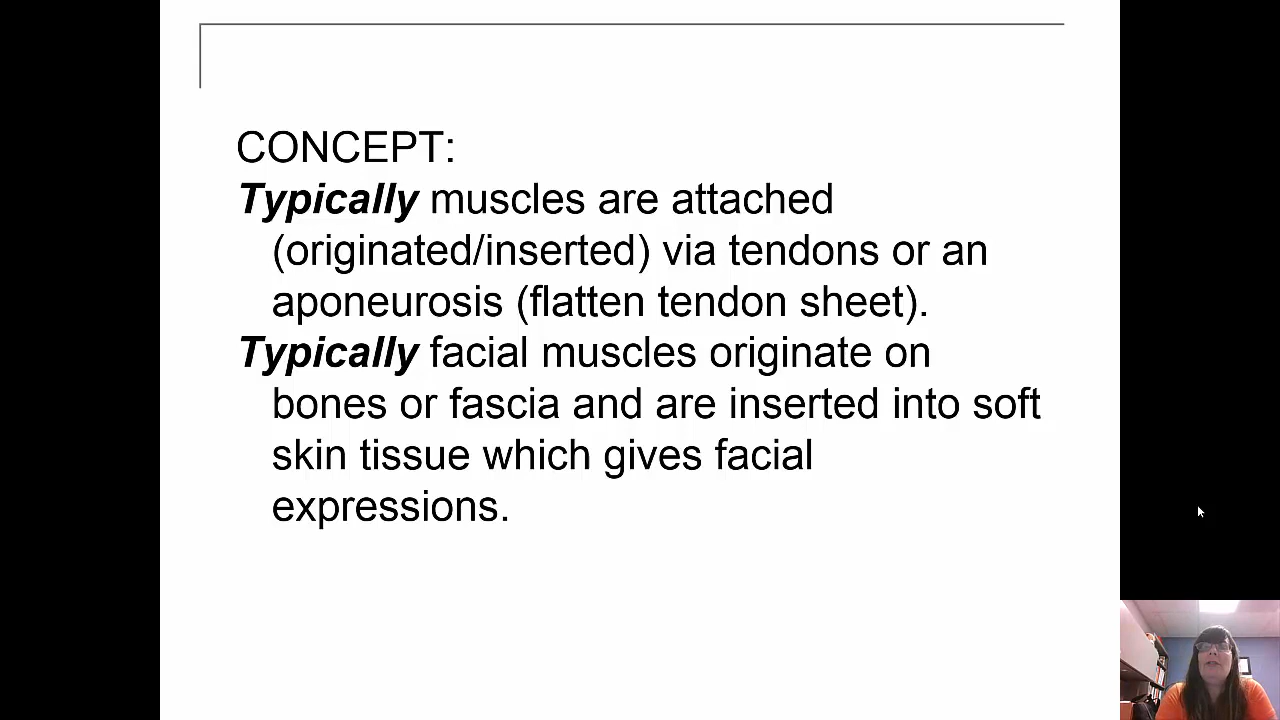 CONCEPT:
Typically muscles are attached
(originated/inserted) via tendons or an
aponeurosis (flatten tendon sheet).
Typically facial muscles originate on
bones or fascia and are inserted into soft
skin tissue which gives facial
expressions.